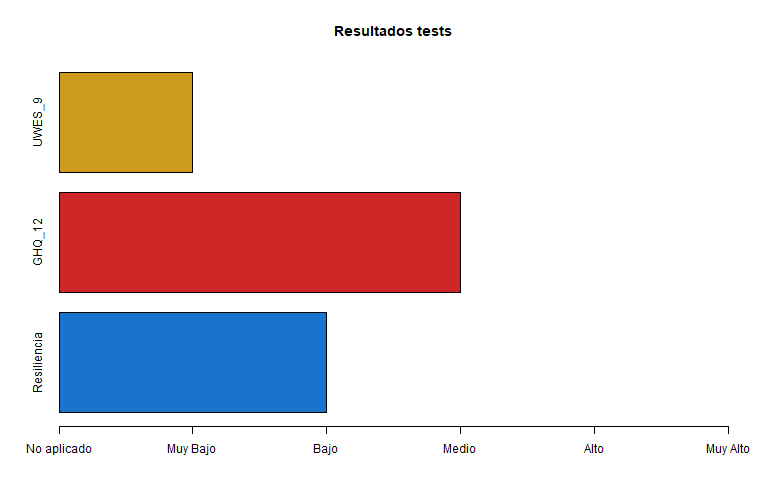 Resultados tests
UWES_9
GHQ_12
Resiliencia
No aplicado
Muy Bajo
Bajo
Medio
Alto
Muy Alto